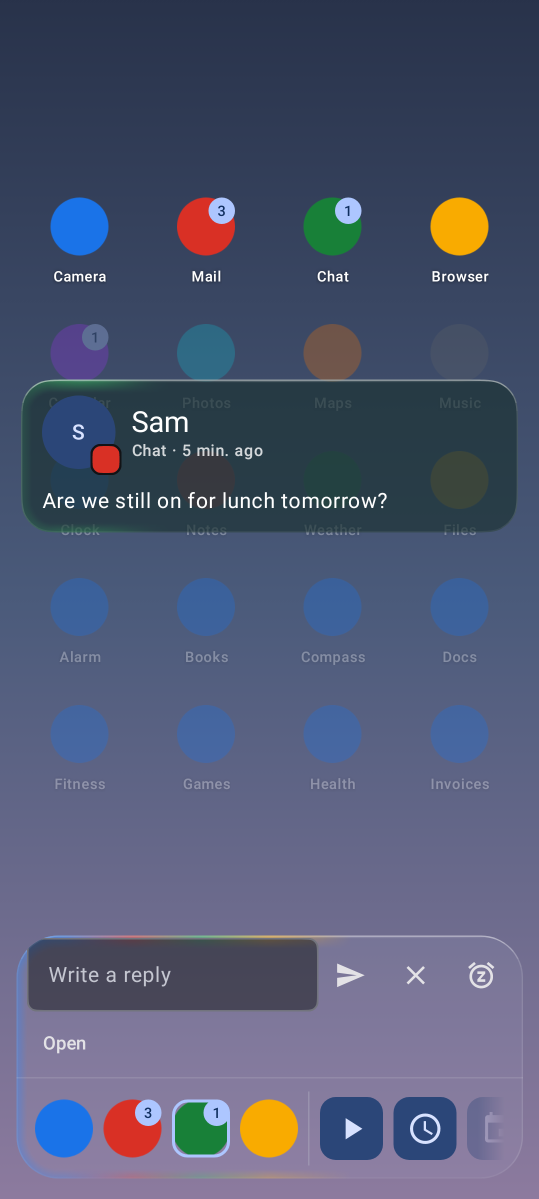 3
1
Camera
Mail
Chat
Browser
1
Photos
Maps
Music
S
Sam
Chat · 5 min. ago
Are we still on for lunch tomorrow?
Clock
Notes
Weather
Files
Alarm
Books
Compass
Docs
Fitness
Games
Health
Invoices
Write a reply
Open
3
1